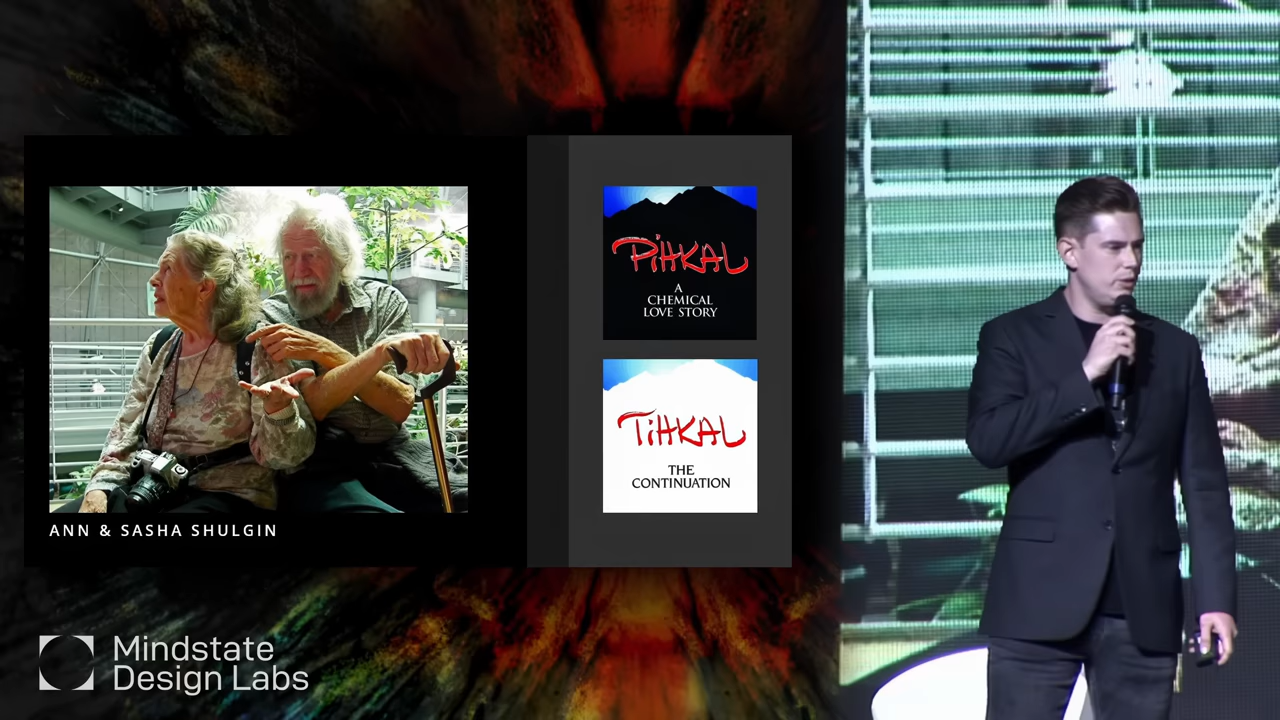 PiHKAL
A
CHEMICAL
LOVE STORY
TiHKAL
THE
CONTINUATION
ANN & SASHA SHULGIN
Mindstate
Design Labs